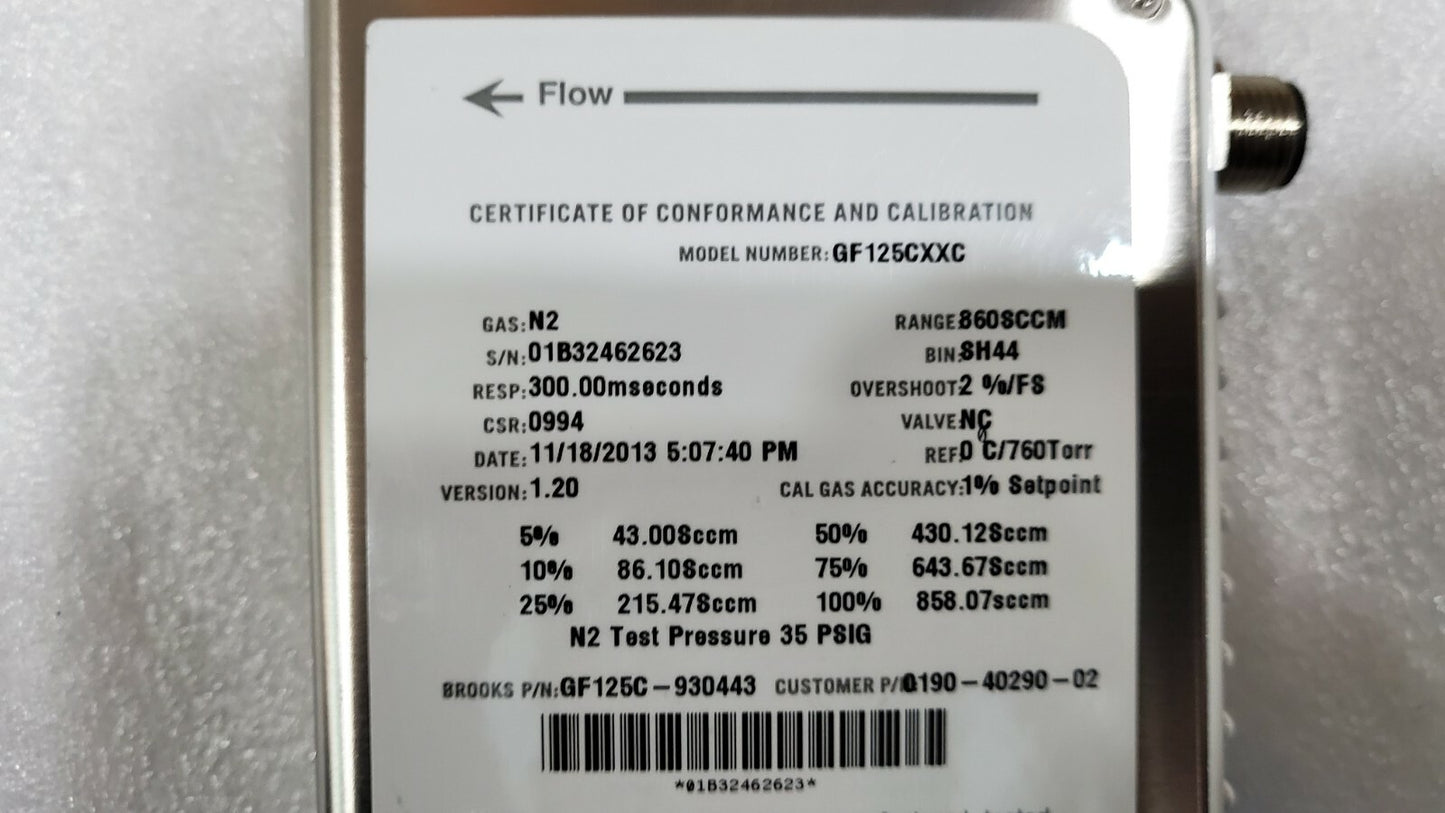 Flow
CERTIFICATE OF CONFORMANCE AND CALIBRATION
MODEL NUMBER: GF125CXXC
GAS: N2 RANGE: 860SCCM
S/N: 01B32462623 BIN: SH44
RESP: 300.00mseconds OVERSHOOT: 2 %/FS
CSR: 0994 VALVE: NC
DATE: 11/18/2013 5:07:40 PM REF: 0 C/760Torr
VERSION: 1.20 CAL GAS ACCURACY: 1% Setpoint
5% 43.00Sccm 50% 430.12Sccm
10% 86.10Sccm 75% 643.67Sccm
25% 215.47Sccm 100% 858.07sccm
N2 Test Pressure 35 PSIG
BROOKS P/N: GF125C-930443 CUSTOMER P/N: 0190-40290-02
*01B32462623*